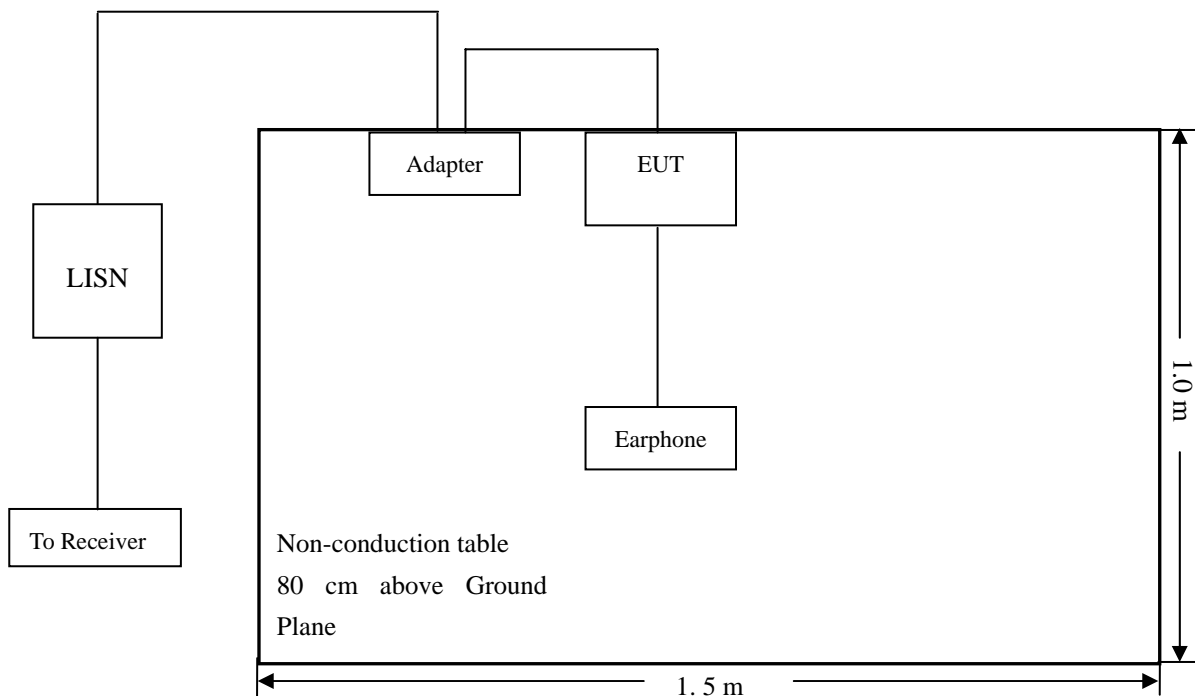 Adapter
EUT
LISN
Earphone
To Receiver
Non-conduction table
80 cm above Ground
Plane
1.0 m
1. 5 m